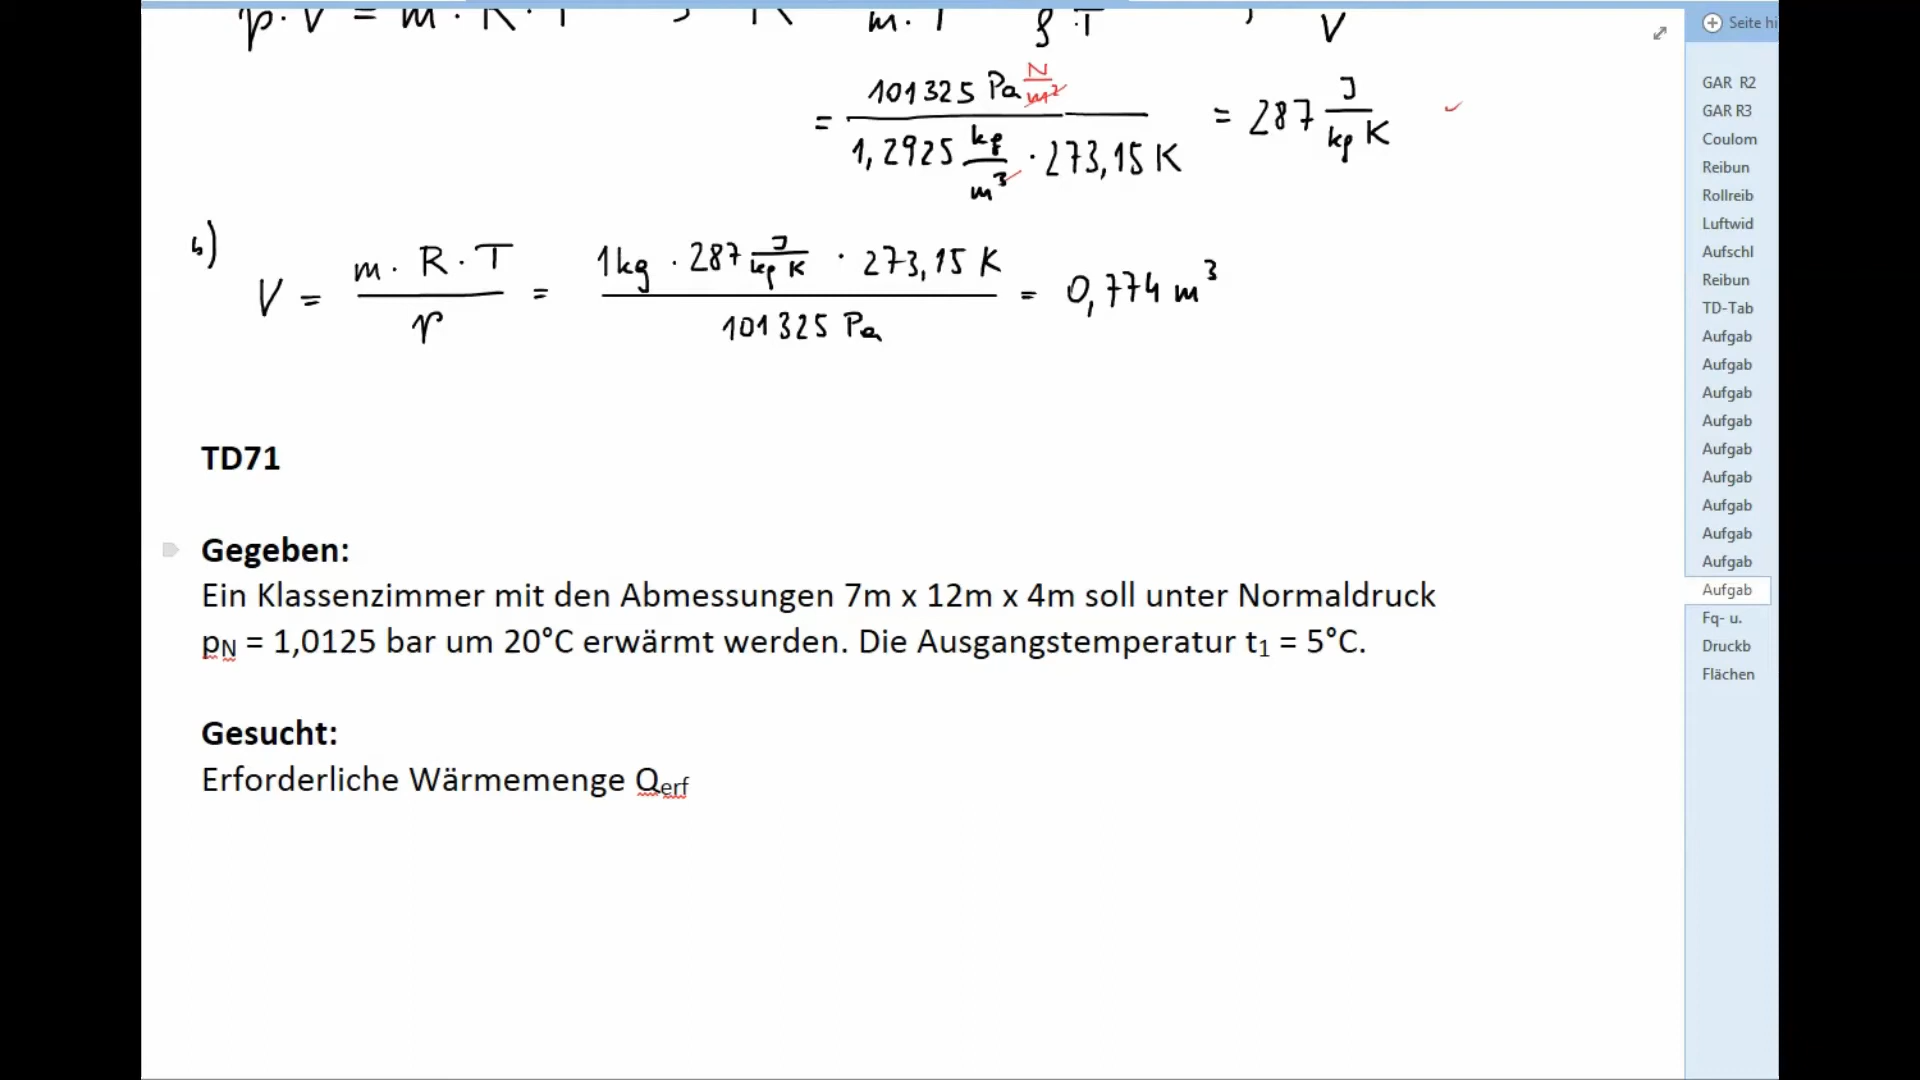 p · V = m · R · T ; R m · T ρ · T , V
= 101325 Pa N/m² / 1,2925 kg/m³ · 273,15 K = 287 J/kg K
b) V = m · R · T / p = 1kg · 287 J/kg K · 273,15 K / 101325 Pa = 0,774 m³
TD71
Gegeben:
Ein Klassenzimmer mit den Abmessungen 7m x 12m x 4m soll unter Normaldruck
pN = 1,0125 bar um 20°C erwärmt werden. Die Ausgangstemperatur t₁ = 5°C.
Gesucht:
Erforderliche Wärmemenge Qerf
Seite hi
GAR R2
GAR R3
Coulom
Reibun
Rollreib
Luftwid
Aufschl
Reibun
TD-Tab
Aufgab
Aufgab
Aufgab
Aufgab
Aufgab
Aufgab
Aufgab
Aufgab
Aufgab
Aufgab
Fq- u.
Druckb
Flächen